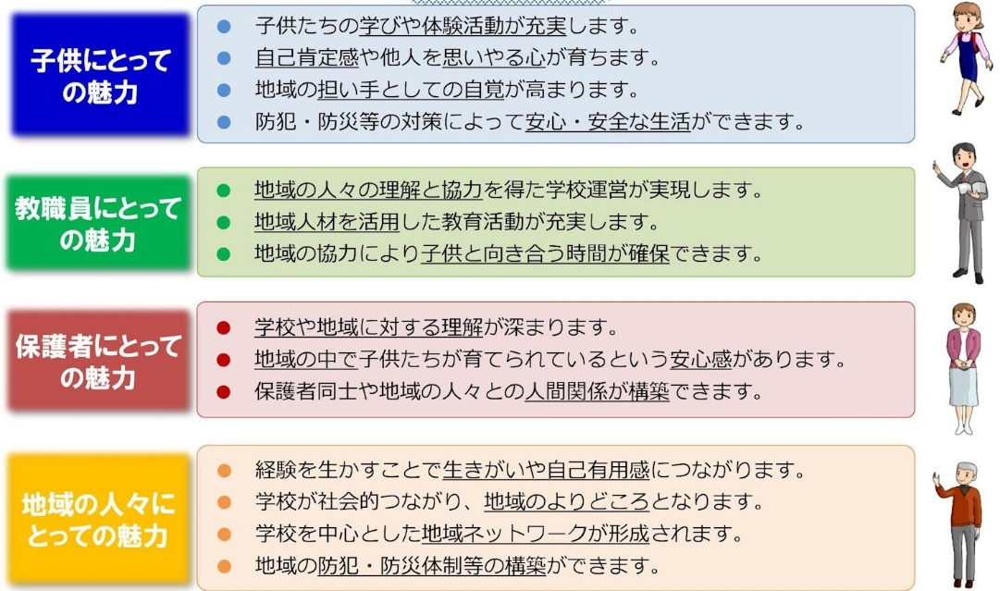 子供にとって
の魅力
子供たちの学びや体験活動が充実します。
自己肯定感や他人を思いやる心が育ちます。
地域の担い手としての自覚が高まります。
防犯・防災等の対策によって安心・安全な生活ができます。
教職員にとって
の魅力
地域の人々の理解と協力を得た学校運営が実現します。
地域人材を活用した教育活動が充実します。
地域の協力により子供と向き合う時間が確保できます。
保護者にとって
の魅力
学校や地域に対する理解が深まります。
地域の中で子供たちが育てられているという安心感があります。
保護者同士や地域の人々との人間関係が構築できます。
地域の人々に
とっての魅力
経験を生かすことで生きがいや自己有用感につながります。
学校が社会的つながり、地域のよりどころとなります。
学校を中心とした地域ネットワークが形成されます。
地域の防犯・防災体制等の構築ができます。